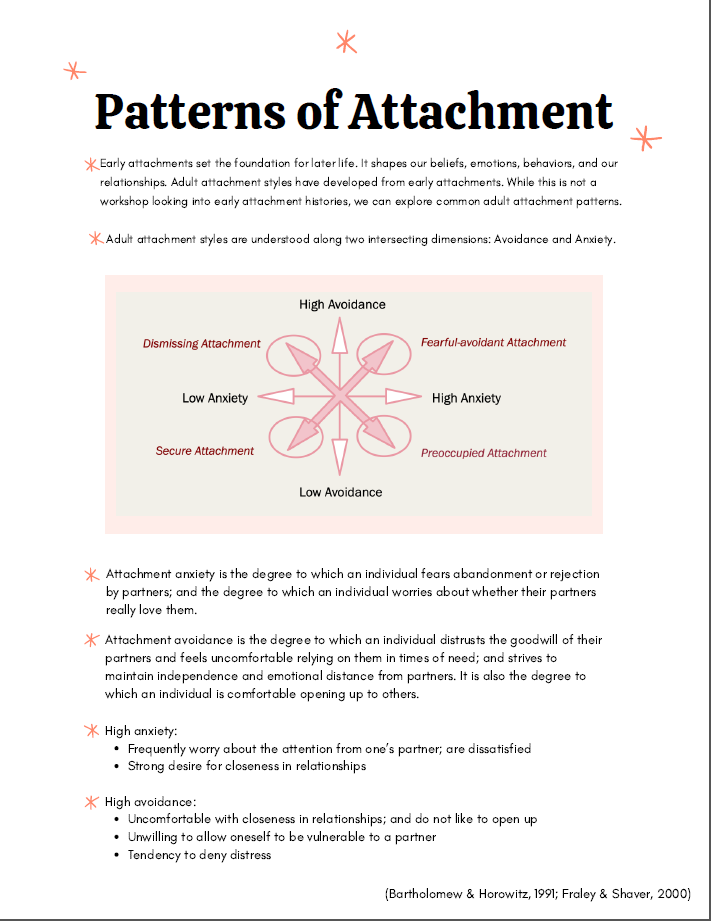 Patterns of Attachment
Early attachments set the foundation for later life. It shapes our beliefs, emotions, behaviors, and our
relationships. Adult attachment styles have developed from early attachments. While this is not a
workshop looking into early attachment histories, we can explore common adult attachment patterns.
Adult attachment styles are understood along two intersecting dimensions: Avoidance and Anxiety.
High Avoidance
Dismissing Attachment
Fearful-avoidant Attachment
Low Anxiety
High Anxiety
Secure Attachment
Preoccupied Attachment
Low Avoidance
Attachment anxiety is the degree to which an individual fears abandonment or rejection
by partners; and the degree to which an individual worries about whether their partners
really love them.
Attachment avoidance is the degree to which an individual distrusts the goodwill of their
partners and feels uncomfortable relying on them in times of need; and strives to
maintain independence and emotional distance from partners. It is also the degree to
which an individual is comfortable opening up to others.
High anxiety:
• Frequently worry about the attention from one's partner; are dissatisfied
• Strong desire for closeness in relationships
High avoidance:
• Uncomfortable with closeness in relationships; and do not like to open up
• Unwilling to allow oneself to be vulnerable to a partner
• Tendency to deny distress
(Bartholomew & Horowitz, 1991; Fraley & Shaver, 2000)